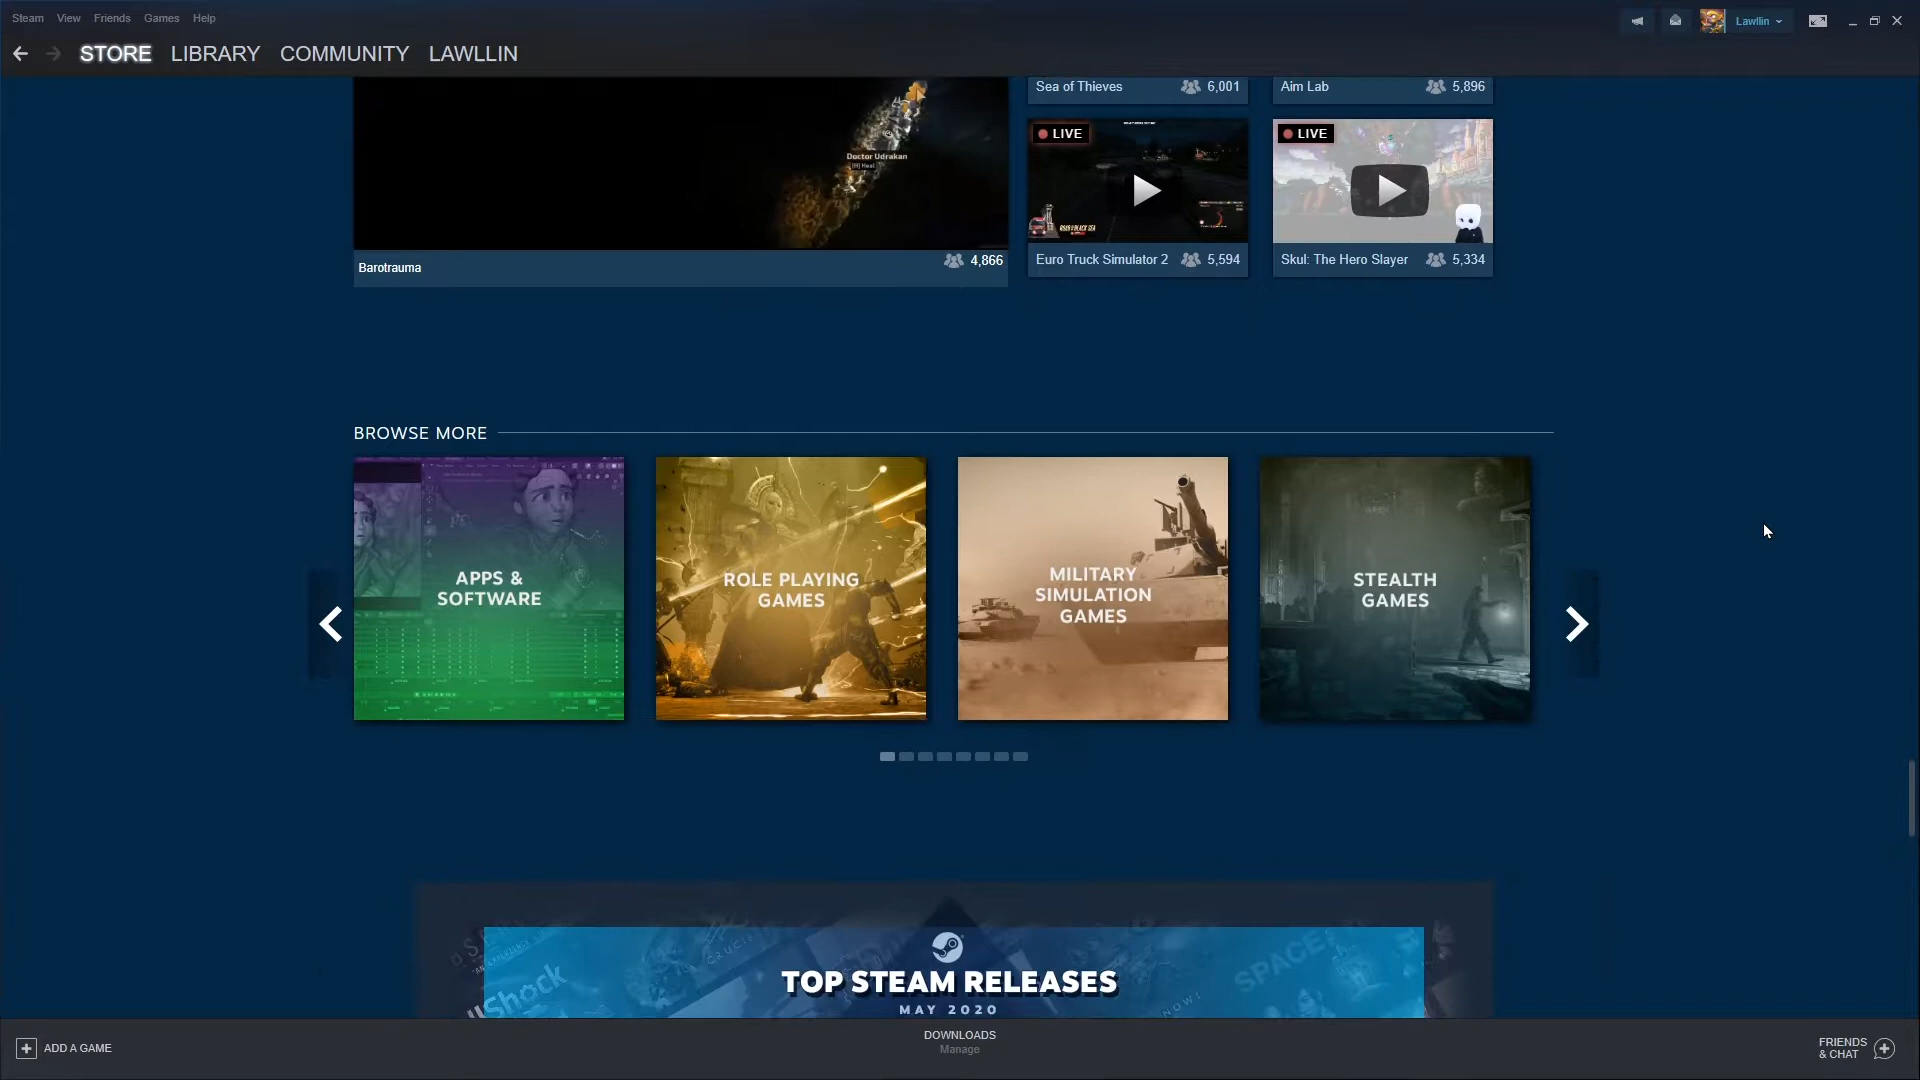 Steam View Friends Games Help
Lawllin
STORE LIBRARY COMMUNITY LAWLLIN
Sea of Thieves 6,001
Aim Lab 5,896
Doctor Udrakan
[H] Heal
LIVE
LIVE
Barotrauma 4,866
Euro Truck Simulator 2 5,594
Skul: The Hero Slayer 5,334
BROWSE MORE
APPS &
SOFTWARE
ROLE PLAYING
GAMES
MILITARY
SIMULATION
GAMES
STEALTH
GAMES
TOP STEAM RELEASES
MAY 2020
ADD A GAME
DOWNLOADS
Manage
FRIENDS
& CHAT